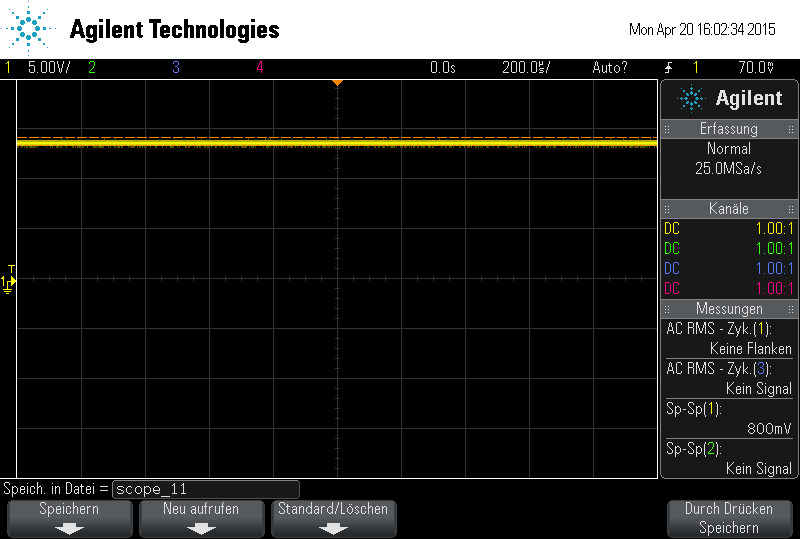 Agilent Technologies
Mon Apr 20 16:02:34 2015
1 5.00V/ 2 3 4 0.0s 200.0µs/ Auto? 1 70.0mV
Agilent
Erfassung
Normal
25.0MSa/s
Kanäle
DC 1.00:1
DC 1.00:1
DC 1.00:1
DC 1.00:1
Messungen
AC RMS - Zyk.(1):
Keine Flanken
AC RMS - Zyk.(3):
Kein Signal
Sp-Sp(1):
800mV
Sp-Sp(2):
Kein Signal
T
1
Speich. in Datei = scope_11
Speichern
Neu aufrufen
Standard/Löschen
Durch Drücken
Speichern